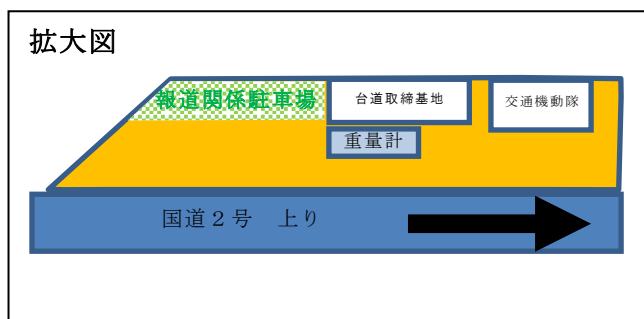 拡大図
報道関係駐車場
台道取締基地
交通機動隊
重量計
国道２号　上り